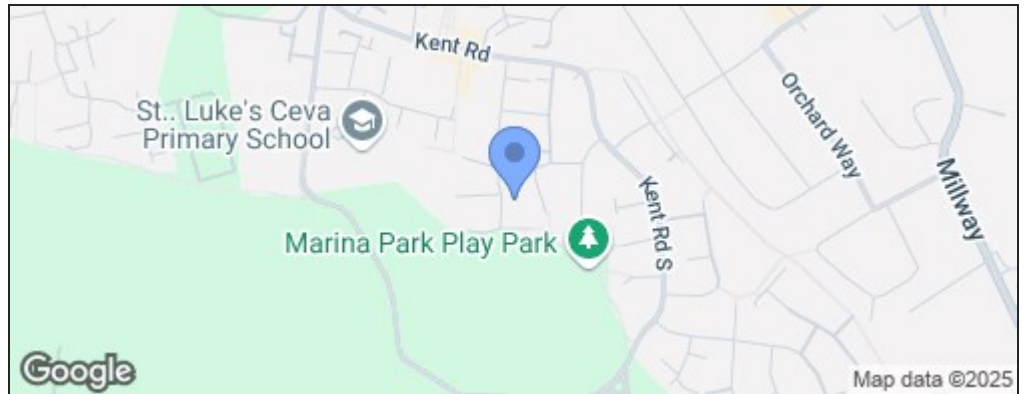 Kent Rd
St.. Luke's Ceva
Primary School
Orchard Way
Millway
Kent Rd S
Marina Park Play Park
Google
Map data ©2025